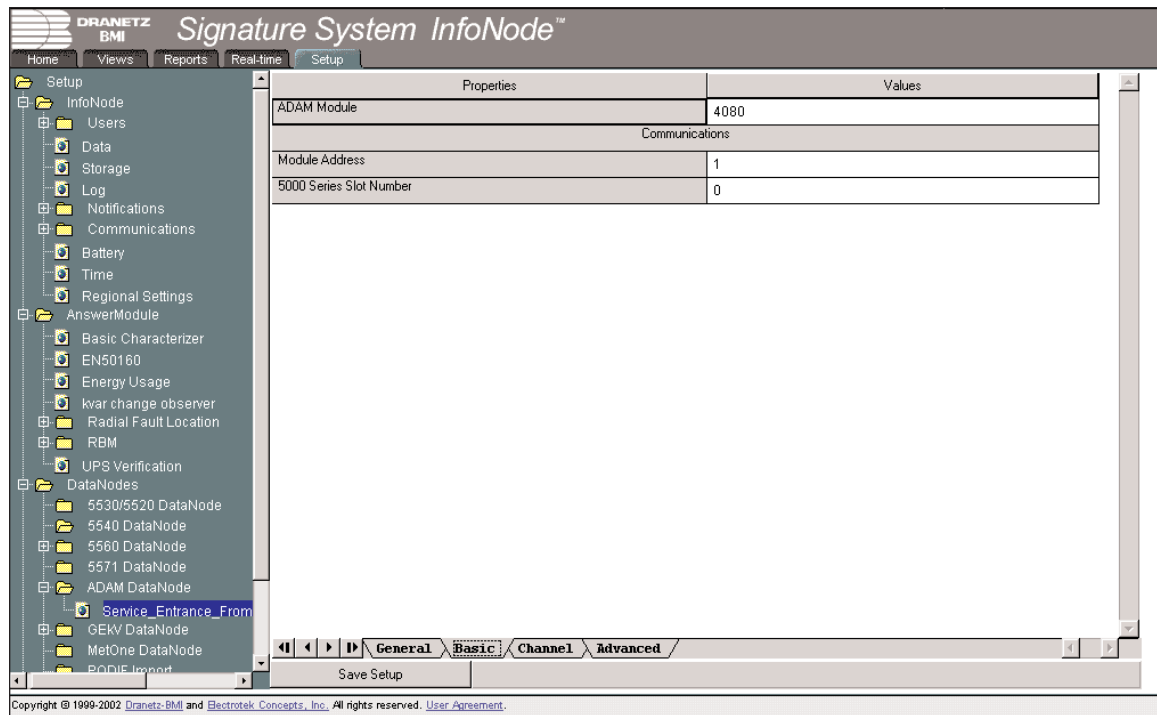 DRANETZ
BMI
Signature System InfoNode™
Home Views Reports Real-time Setup
Setup
InfoNode
Users
Data
Storage
Log
Notifications
Communications
Battery
Time
Regional Settings
AnswerModule
Basic Characterizer
EN50160
Energy Usage
kvar change observer
Radial Fault Location
RBM
UPS Verification
DataNodes
5530/5520 DataNode
5540 DataNode
5560 DataNode
5571 DataNode
ADAM DataNode
Service_Entrance_From
GEkV DataNode
MetOne DataNode
PQDIF Import
Properties Values
ADAM Module 4080
Communications
Module Address 1
5000 Series Slot Number 0
General Basic Channel Advanced
Save Setup
Copyright © 1999-2002 Dranetz-BMI and Electrotek Concepts, Inc. All rights reserved. User Agreement.